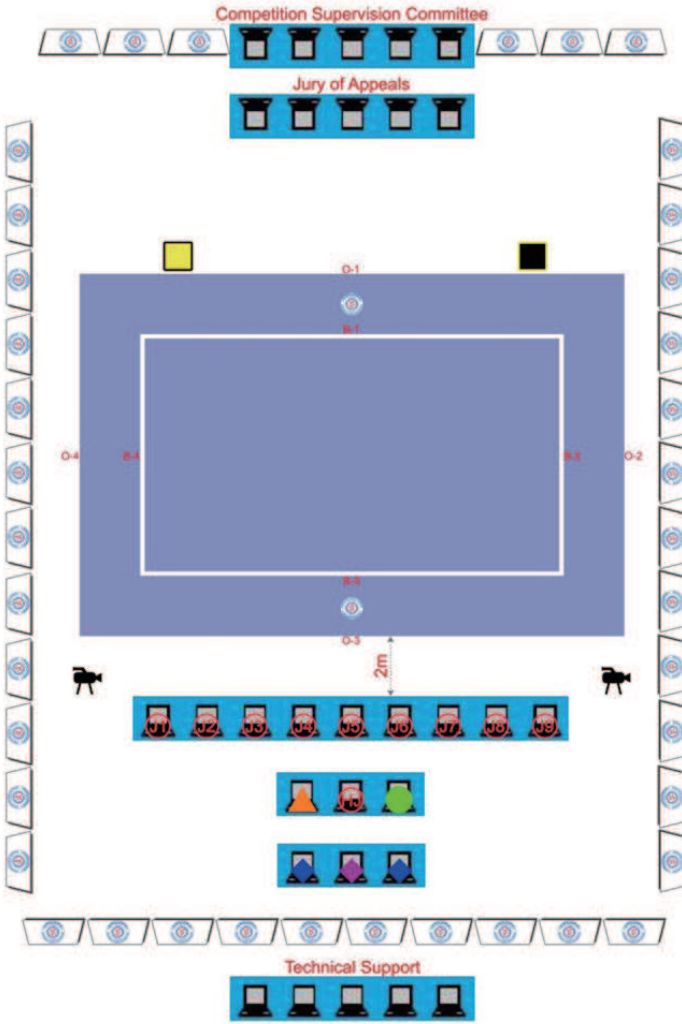 Competition Supervision Committee
Jury of Appeals
O-1
B-1
O-4
B-4
B-2
O-2
B-3
O-3
2m
J1 J2 J3 J4 J5 J6 J7 J8 J9
HJ
Technical Support